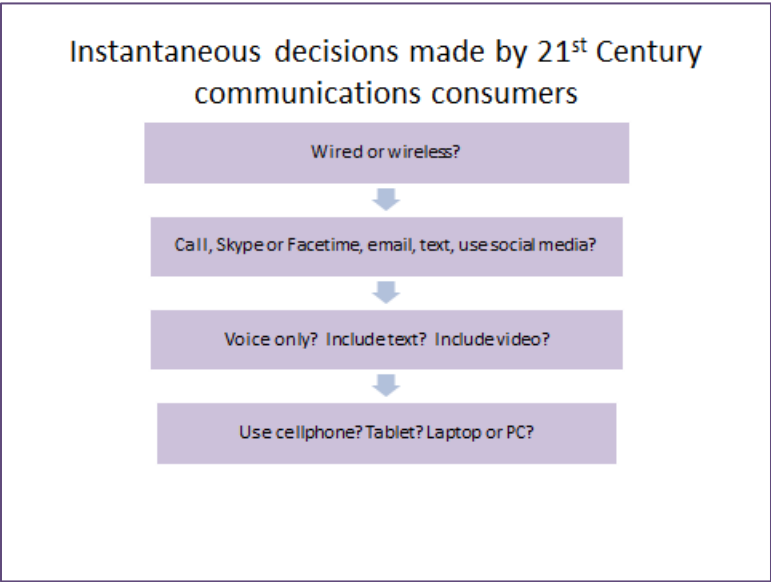 Instantaneous decisions made by 21st Century
communications consumers
Wired or wireless?
Call, Skype or Facetime, email, text, use social media?
Voice only? Include text? Include video?
Use cellphone? Tablet? Laptop or PC?